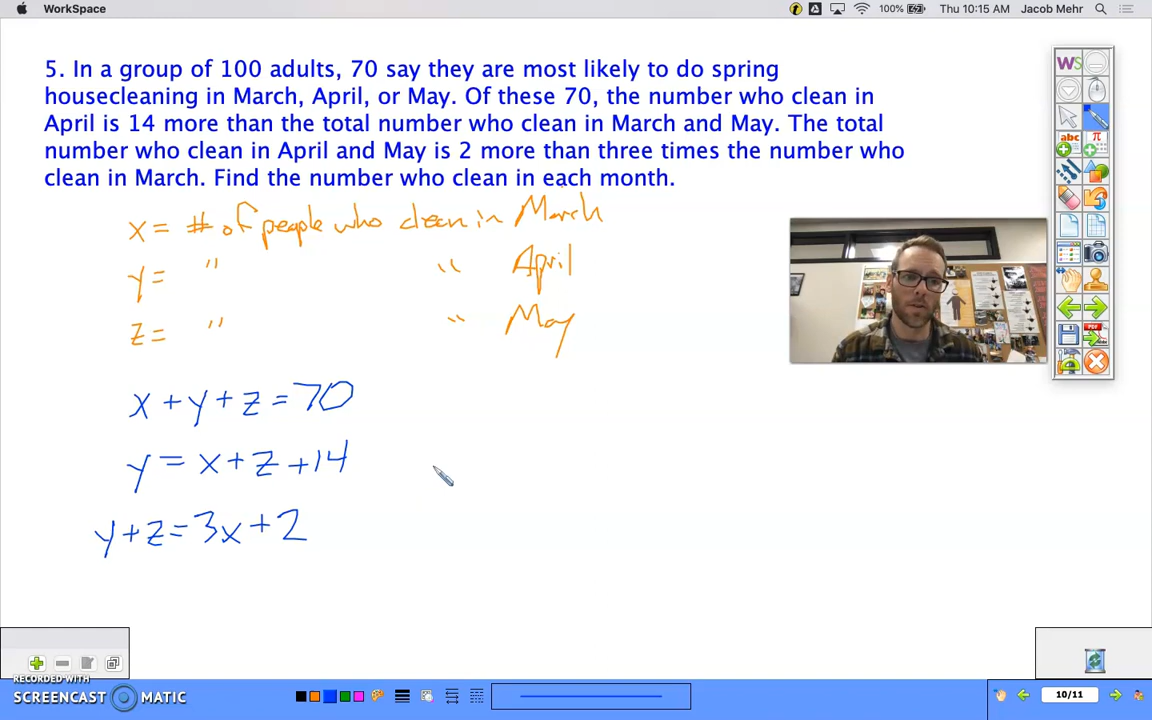 WorkSpace
100%
Thu 10:15 AM
Jacob Mehr
5. In a group of 100 adults, 70 say they are most likely to do spring
housecleaning in March, April, or May. Of these 70, the number who clean in
April is 14 more than the total number who clean in March and May. The total
number who clean in April and May is 2 more than three times the number who
clean in March. Find the number who clean in each month.
x = # of people who clean in March
y = " " April
z = " " May
x + y + z = 70
y = x + z + 14
y + z = 3x + 2
WS
abc
π
PDF
RECORDED WITH
SCREENCAST MATIC
10/11